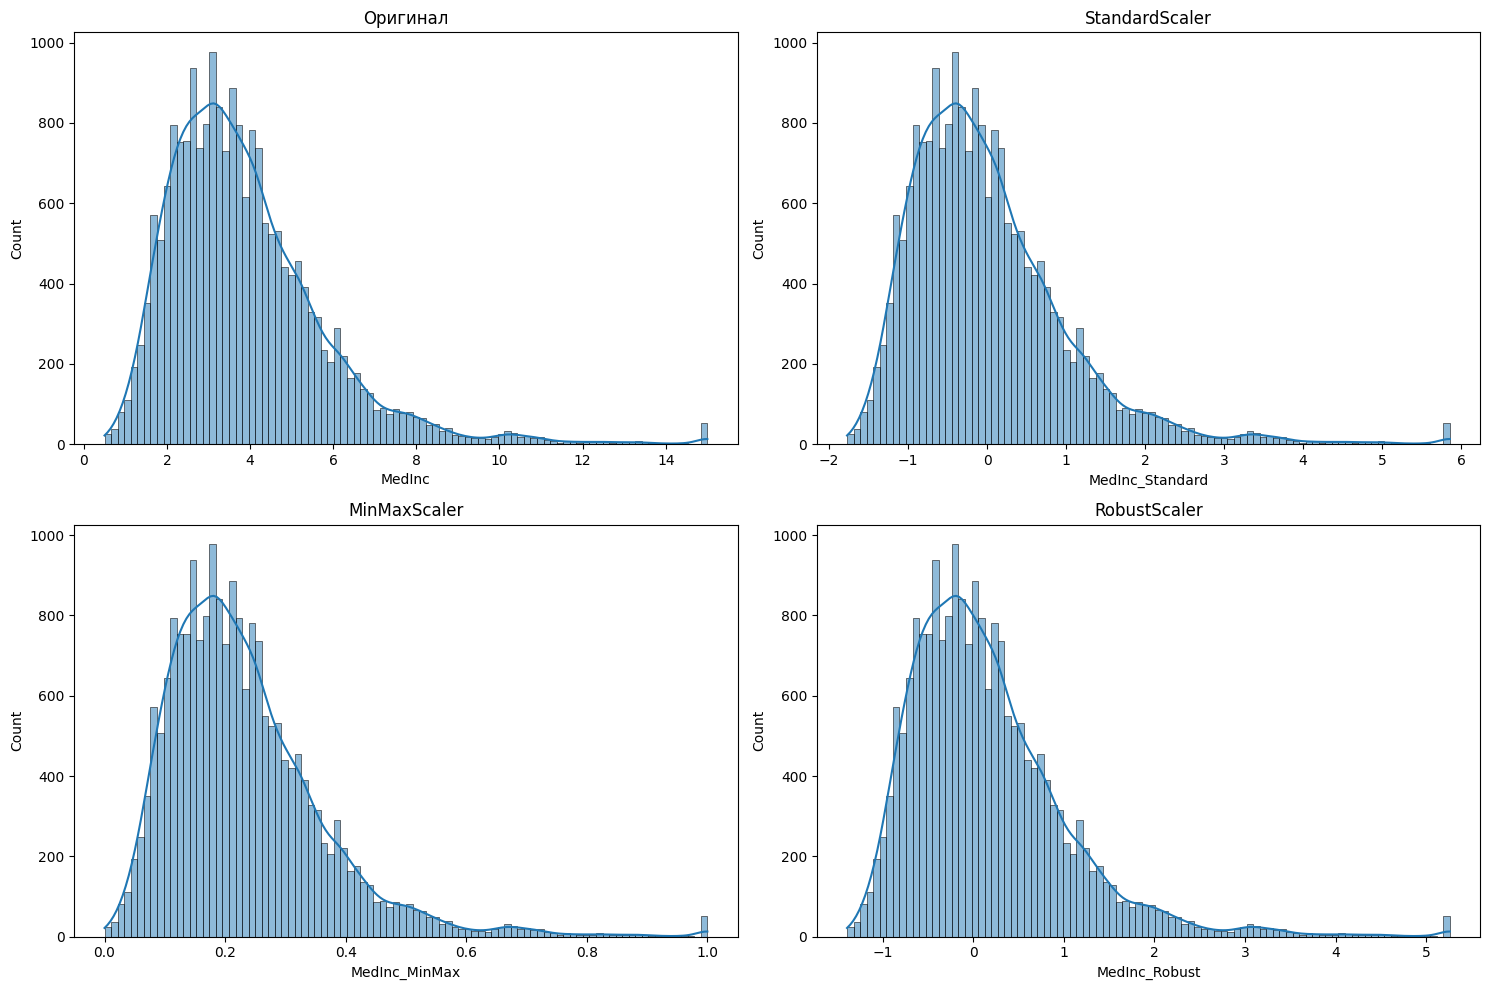 Оригинал
1000
800
600
400
200
0
Count
0 2 4 6 8 10 12 14
MedInc
StandardScaler
1000
800
600
400
200
0
Count
−2 −1 0 1 2 3 4 5 6
MedInc_Standard
MinMaxScaler
1000
800
600
400
200
0
Count
0.0 0.2 0.4 0.6 0.8 1.0
MedInc_MinMax
RobustScaler
1000
800
600
400
200
0
Count
−1 0 1 2 3 4 5
MedInc_Robust